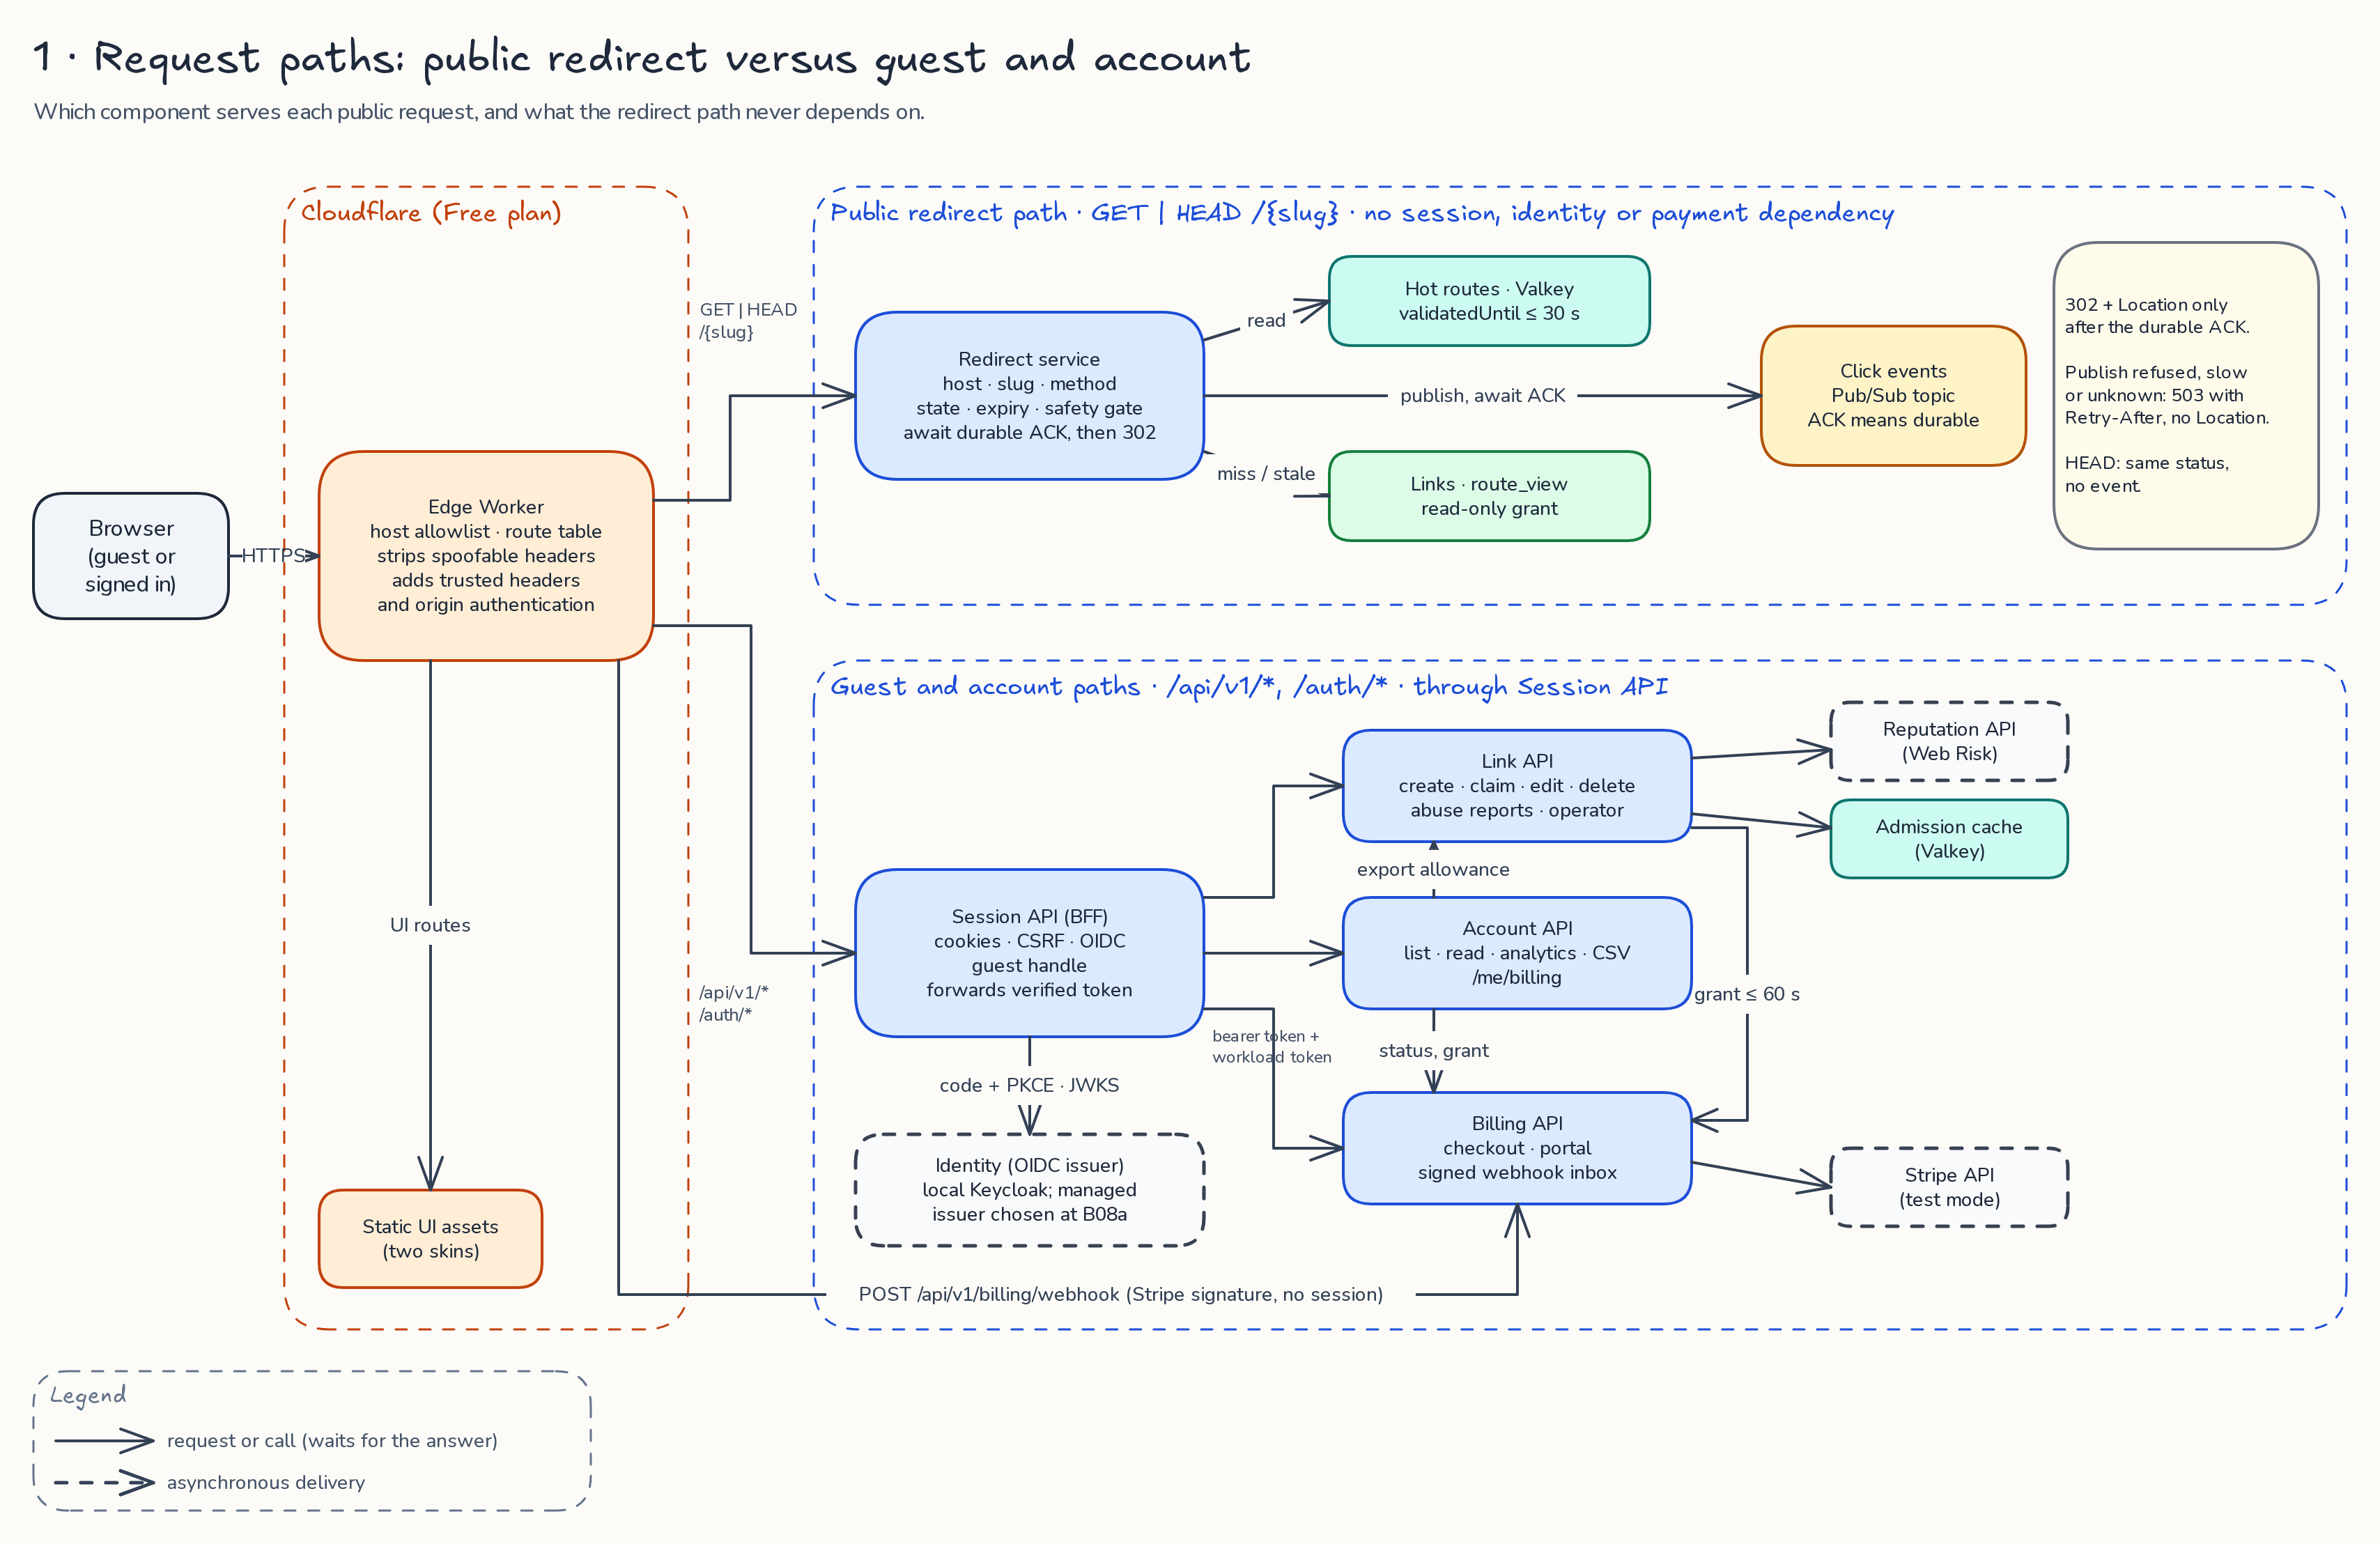 1 · Request paths: public redirect versus guest and account
Which component serves each public request, and what the redirect path never depends on.
Cloudflare (Free plan)
Public redirect path · GET | HEAD /{slug} · no session, identity or payment dependency
GET | HEAD
/{slug}
Browser
(guest or
signed in)
HTTPS
Edge Worker
host allowlist · route table
strips spoofable headers
adds trusted headers
and origin authentication
Redirect service
host · slug · method
state · expiry · safety gate
await durable ACK, then 302
read
Hot routes · Valkey
validatedUntil ≤ 30 s
publish, await ACK
miss / stale
Links · route_view
read-only grant
Click events
Pub/Sub topic
ACK means durable
302 + Location only
after the durable ACK.
Publish refused, slow
or unknown: 503 with
Retry-After, no Location.
HEAD: same status,
no event.
Guest and account paths · /api/v1/*, /auth/* · through Session API
UI routes
Static UI assets
(two skins)
/api/v1/*
/auth/*
Session API (BFF)
cookies · CSRF · OIDC
guest handle
forwards verified token
Link API
create · claim · edit · delete
abuse reports · operator
Reputation API
(Web Risk)
Admission cache
(Valkey)
export allowance
Account API
list · read · analytics · CSV
/me/billing
grant ≤ 60 s
bearer token +
workload token
status, grant
code + PKCE · JWKS
Identity (OIDC issuer)
local Keycloak; managed
issuer chosen at B08a
Billing API
checkout · portal
signed webhook inbox
Stripe API
(test mode)
POST /api/v1/billing/webhook (Stripe signature, no session)
Legend
request or call (waits for the answer)
asynchronous delivery